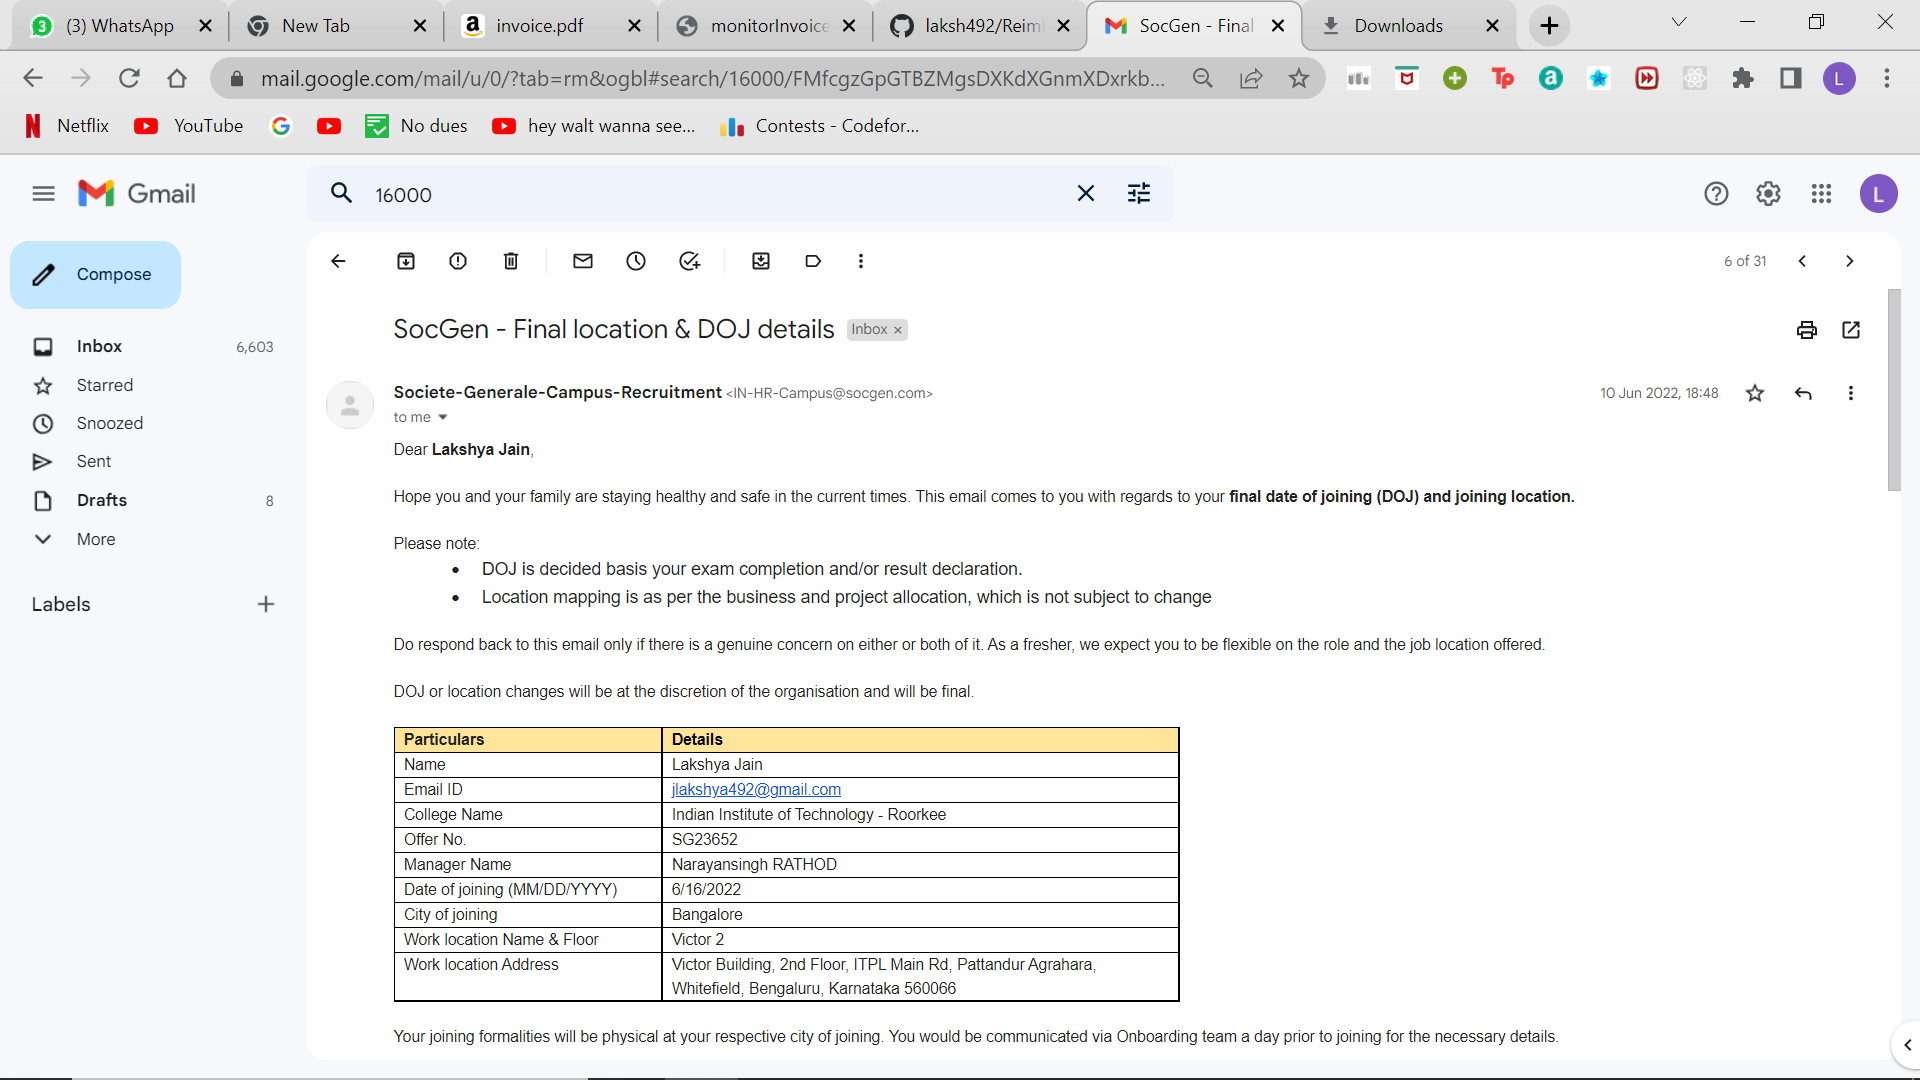 (3) WhatsApp
New Tab
invoice.pdf
monitorInvoice
laksh492/Reim
SocGen - Final
Downloads
mail.google.com/mail/u/0/?tab=rm&ogbl#search/16000/FMfcgzGpGTBZMgsDXKdXGnmXDxrkb...
L
Netflix
YouTube
No dues
hey walt wanna see...
Contests - Codefor...
Gmail
16000
L
Compose
6 of 31
SocGen - Final location & DOJ details Inbox x
Inbox 6,603
Starred
Snoozed
Sent
Drafts 8
More
Labels
Societe-Generale-Campus-Recruitment <IN-HR-Campus@socgen.com>
10 Jun 2022, 18:48
to me
Dear Lakshya Jain,
Hope you and your family are staying healthy and safe in the current times. This email comes to you with regards to your final date of joining (DOJ) and joining location.
Please note:
• DOJ is decided basis your exam completion and/or result declaration.
• Location mapping is as per the business and project allocation, which is not subject to change
Do respond back to this email only if there is a genuine concern on either or both of it. As a fresher, we expect you to be flexible on the role and the job location offered.
DOJ or location changes will be at the discretion of the organisation and will be final.
Particulars Details
Name Lakshya Jain
Email ID jlakshya492@gmail.com
College Name Indian Institute of Technology - Roorkee
Offer No. SG23652
Manager Name Narayansingh RATHOD
Date of joining (MM/DD/YYYY) 6/16/2022
City of joining Bangalore
Work location Name & Floor Victor 2
Work location Address Victor Building, 2nd Floor, ITPL Main Rd, Pattandur Agrahara,
Whitefield, Bengaluru, Karnataka 560066
Your joining formalities will be physical at your respective city of joining. You would be communicated via Onboarding team a day prior to joining for the necessary details.